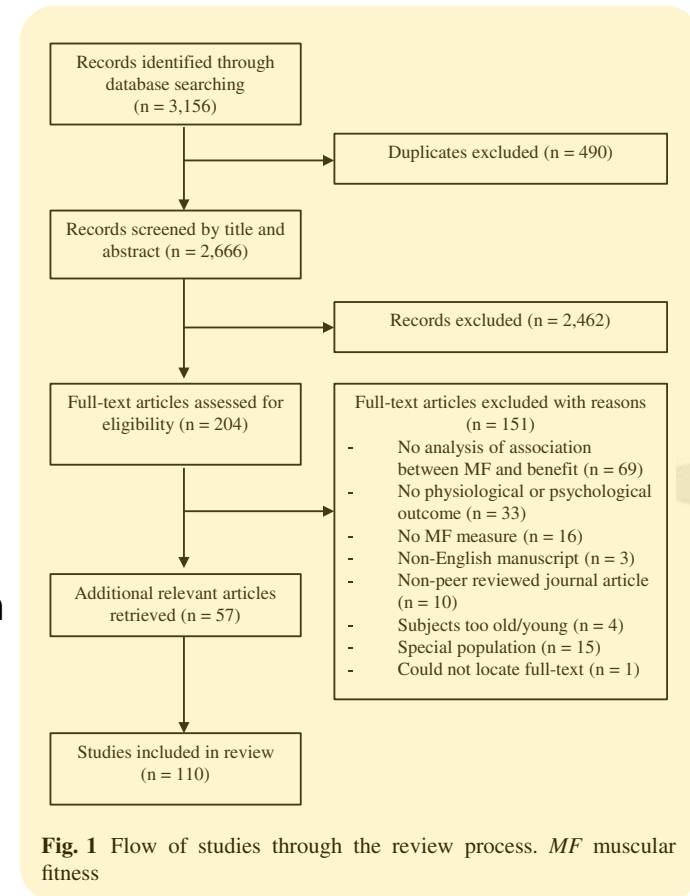 Records identified through
database searching
(n = 3,156)
Duplicates excluded (n = 490)
Records screened by title and
abstract (n = 2,666)
Records excluded (n = 2,462)
Full-text articles assessed for
eligibility (n = 204)
Full-text articles excluded with reasons
(n = 151)
- No analysis of association
between MF and benefit (n = 69)
- No physiological or psychological
outcome (n = 33)
- No MF measure (n = 16)
- Non-English manuscript (n = 3)
- Non-peer reviewed journal article
(n = 10)
- Subjects too old/young (n = 4)
- Special population (n = 15)
- Could not locate full-text (n = 1)
Additional relevant articles
retrieved (n = 57)
Studies included in review
(n = 110)
Fig. 1 Flow of studies through the review process. MF muscular
fitness